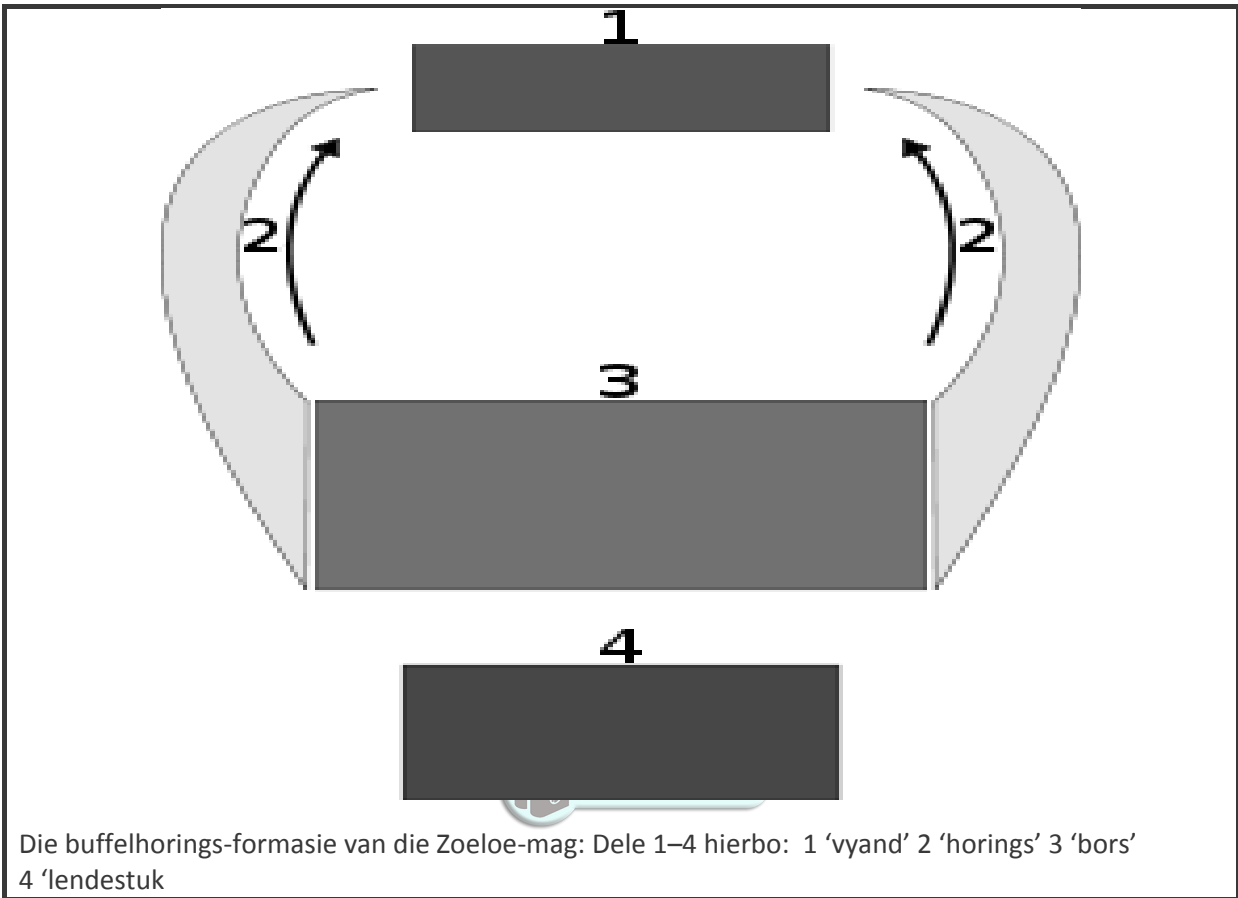 1
2 2
3
4
Die buffelhorings-formasie van die Zoeloe-mag: Dele 1–4 hierbo: 1 ‘vyand’ 2 ‘horings’ 3 ‘bors’
4 ‘lendestuk